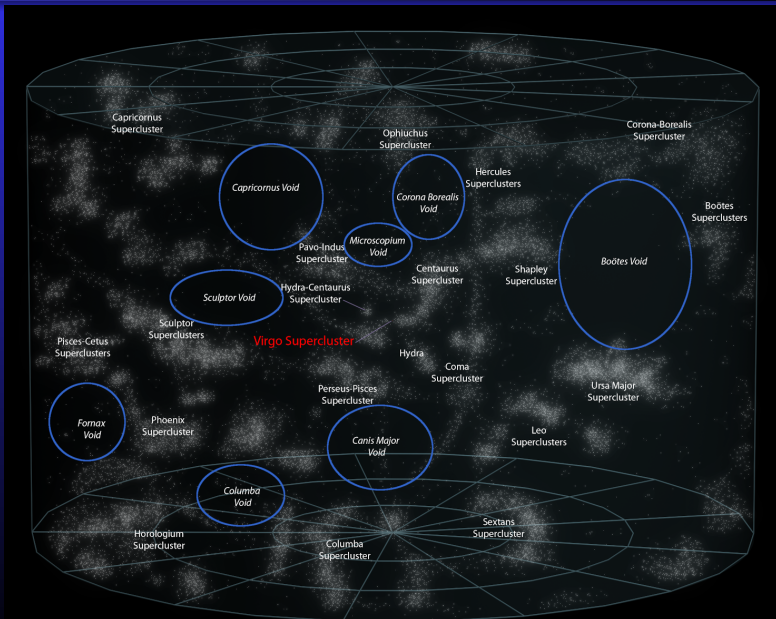 Capricornus
Supercluster
Ophiuchus
Supercluster
Corona-Borealis
Supercluster
Capricornus Void
Corona Borealis
Void
Hercules
Superclusters
Boötes
Superclusters
Microscopium
Void
Pavo-Indus
Supercluster
Centaurus
Supercluster
Shapley
Supercluster
Boötes Void
Sculptor Void
Hydra-Centaurus
Supercluster
Sculptor
Superclusters
Virgo Supercluster
Pisces-Cetus
Superclusters
Hydra
Coma
Supercluster
Perseus-Pisces
Supercluster
Ursa Major
Supercluster
Fornax
Void
Phoenix
Supercluster
Canis Major
Void
Leo
Superclusters
Columba
Void
Horologium
Supercluster
Columba
Supercluster
Sextans
Supercluster